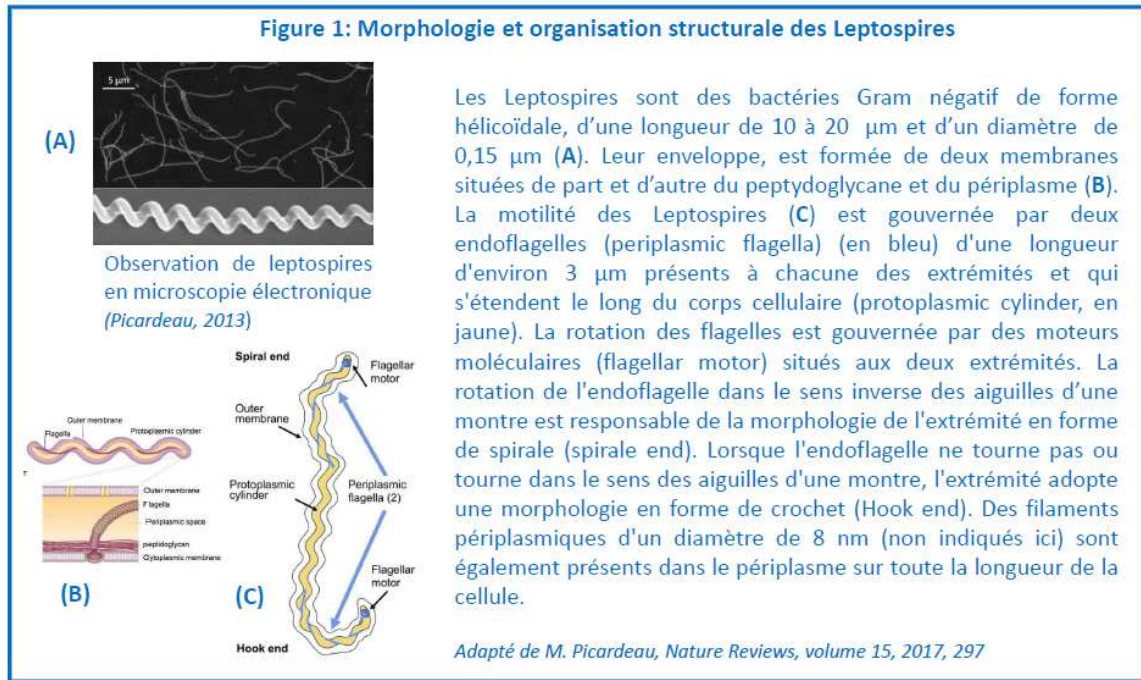 Figure 1: Morphologie et organisation structurale des Leptospires
5 µm
(A)
Observation de leptospires
en microscopie électronique
(Picardeau, 2013)
Les Leptospires sont des bactéries Gram négatif de forme
hélicoïdale, d'une longueur de 10 à 20 µm et d'un diamètre de
0,15 µm (A). Leur enveloppe, est formée de deux membranes
situées de part et d'autre du peptydoglycane et du périplasme (B).
La motilité des Leptospires (C) est gouvernée par deux
endoflagelles (periplasmic flagella) (en bleu) d'une longueur
d'environ 3 µm présents à chacune des extrémités et qui
s'étendent le long du corps cellulaire (protoplasmic cylinder, en
jaune). La rotation des flagelles est gouvernée par des moteurs
moléculaires (flagellar motor) situés aux deux extrémités. La
rotation de l'endoflagelle dans le sens inverse des aiguilles d'une
montre est responsable de la morphologie de l'extrémité en forme
de spirale (spirale end). Lorsque l'endoflagelle ne tourne pas ou
tourne dans le sens des aiguilles d'une montre, l'extrémité adopte
une morphologie en forme de crochet (Hook end). Des filaments
périplasmiques d'un diamètre de 8 nm (non indiqués ici) sont
également présents dans le périplasme sur toute la longueur de la
cellule.
Adapté de M. Picardeau, Nature Reviews, volume 15, 2017, 297
Outer membrane
Flagella
Protoplasmic cylinder
Outer membrane
Flagella
Periplasmic space
peptidoglycan
Cytoplasmic membrane
(B)
Spiral end
Flagellar
motor
Outer
membrane
Protoplasmic
cylinder
Periplasmic
flagella (2)
Flagellar
motor
(C)
Hook end